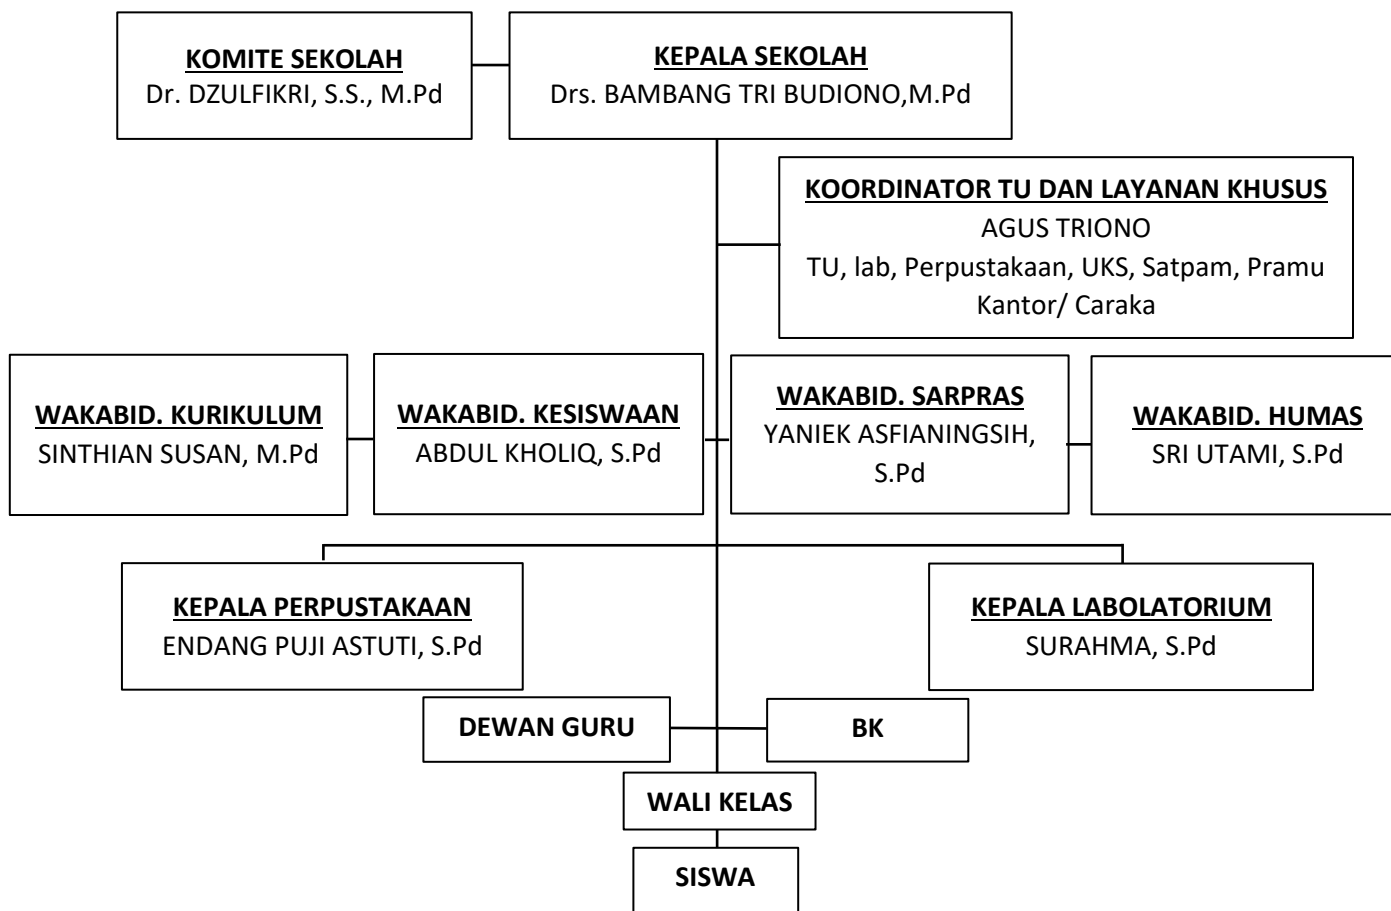 KOMITE SEKOLAH
Dr. DZULFIKRI, S.S., M.Pd
KEPALA SEKOLAH
Drs. BAMBANG TRI BUDIONO,M.Pd
KOORDINATOR TU DAN LAYANAN KHUSUS
AGUS TRIONO
TU, lab, Perpustakaan, UKS, Satpam, Pramu
Kantor/ Caraka
WAKABID. KURIKULUM
SINTHIAN SUSAN, M.Pd
WAKABID. KESISWAAN
ABDUL KHOLIQ, S.Pd
WAKABID. SARPRAS
YANIEK ASFIANINGSIH,
S.Pd
WAKABID. HUMAS
SRI UTAMI, S.Pd
KEPALA PERPUSTAKAAN
ENDANG PUJI ASTUTI, S.Pd
KEPALA LABOLATORIUM
SURAHMA, S.Pd
DEWAN GURU
BK
WALI KELAS
SISWA